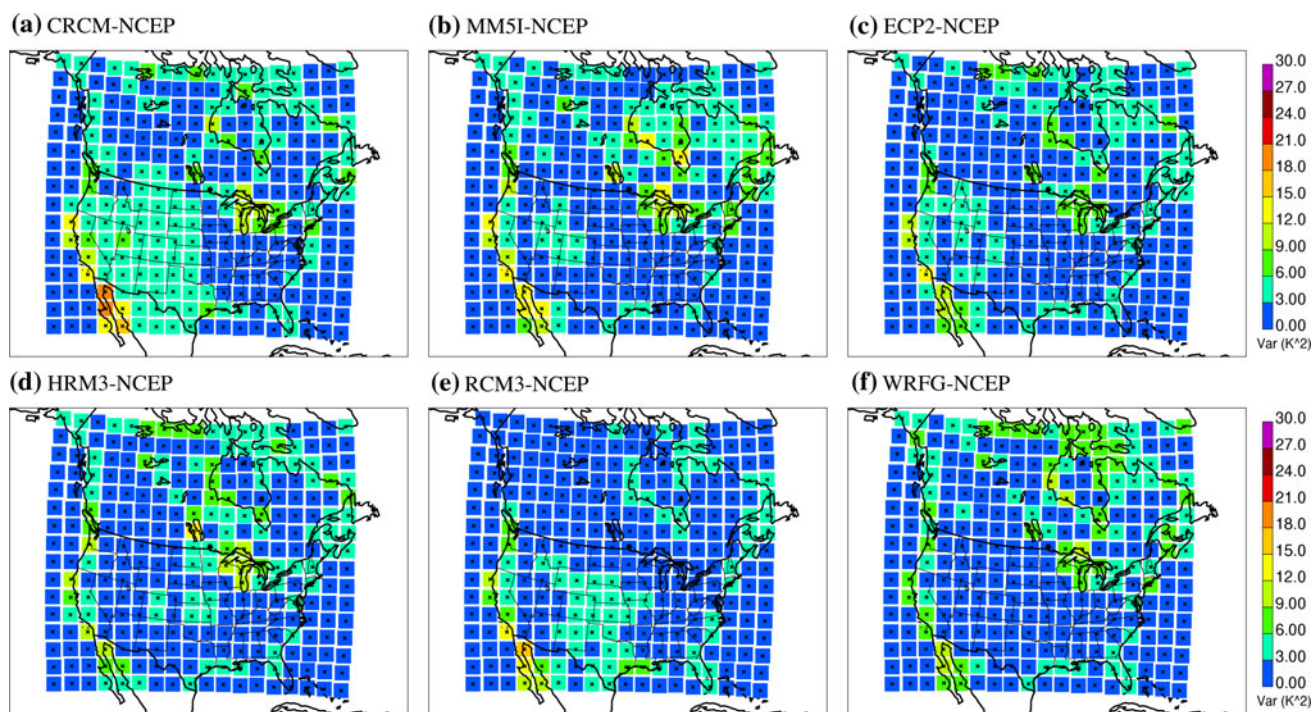 (a) CRCM-NCEP
(b) MM5I-NCEP
(c) ECP2-NCEP
30.0
27.0
24.0
21.0
18.0
15.0
12.0
9.00
6.00
3.00
0.00
Var (K^2)
(d) HRM3-NCEP
(e) RCM3-NCEP
(f) WRFG-NCEP
30.0
27.0
24.0
21.0
18.0
15.0
12.0
9.00
6.00
3.00
0.00
Var (K^2)